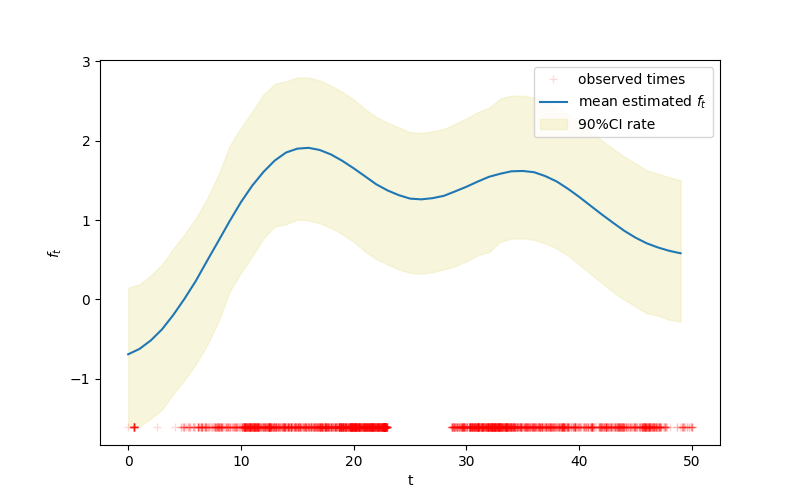 3
2
1
0
−1
f_t
observed times
mean estimated f_t
90%CI rate
0 10 20 30 40 50
t